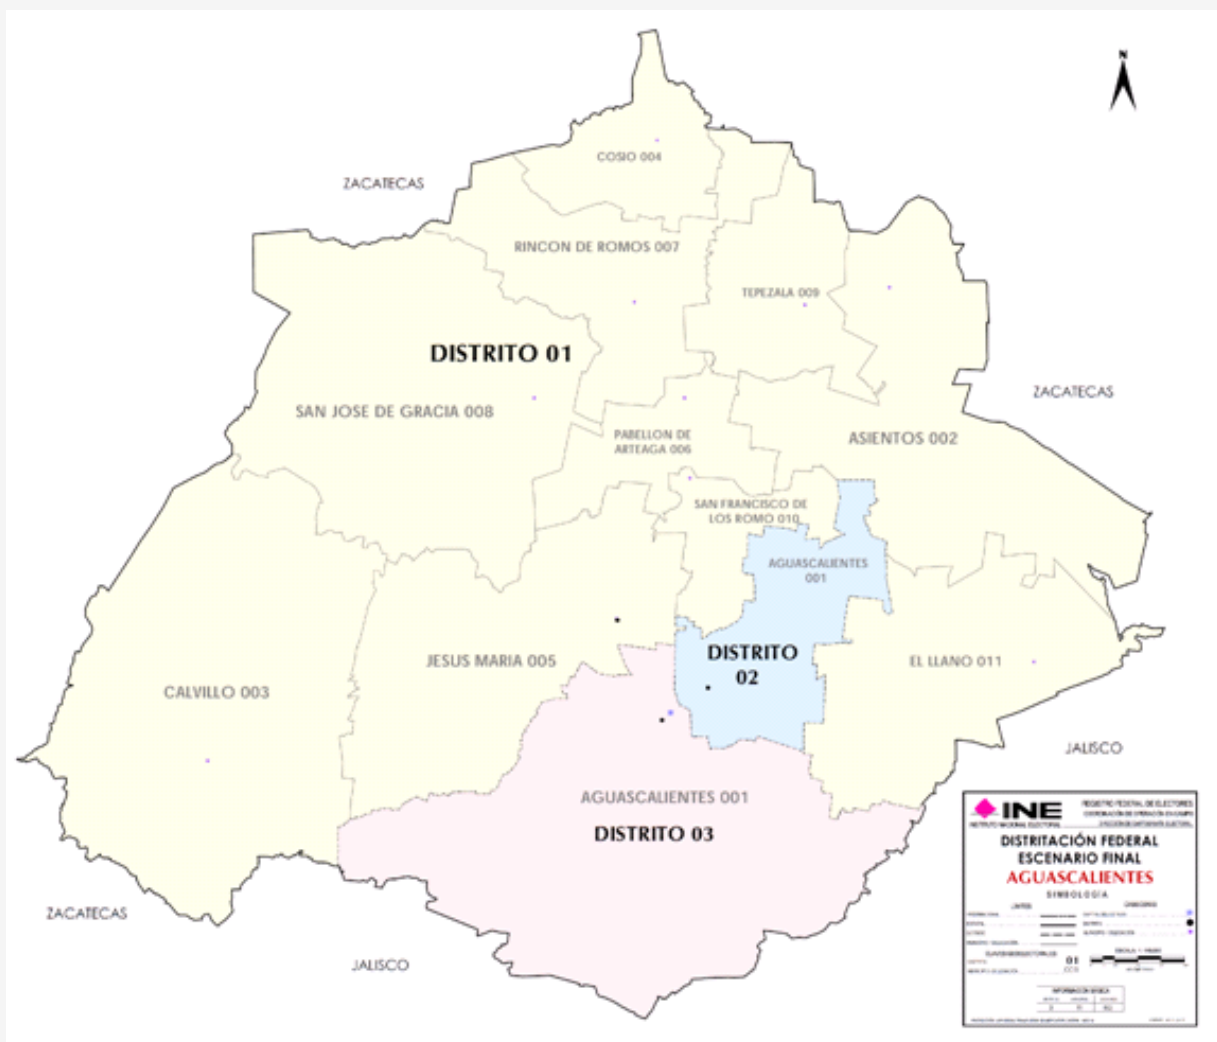 N
COSIO 004
ZACATECAS
RINCON DE ROMOS 007
TEPEZALA 009
DISTRITO 01
ZACATECAS
SAN JOSE DE GRACIA 008
PABELLON DE
ARTEAGA 006
ASIENTOS 002
SAN FRANCISCO DE
LOS ROMO 010
AGUASCALIENTES
001
DISTRITO
02
JESUS MARIA 005
EL LLANO 011
CALVILLO 003
JALISCO
AGUASCALIENTES 001
DISTRITO 03
ZACATECAS
JALISCO
INE
INSTITUTO NACIONAL ELECTORAL
REGISTRO FEDERAL DE ELECTORES
DISTRITACIÓN FEDERAL
ESCENARIO FINAL
AGUASCALIENTES
SIMBOLOGÍA
01
INFORMACIÓN BÁSICA